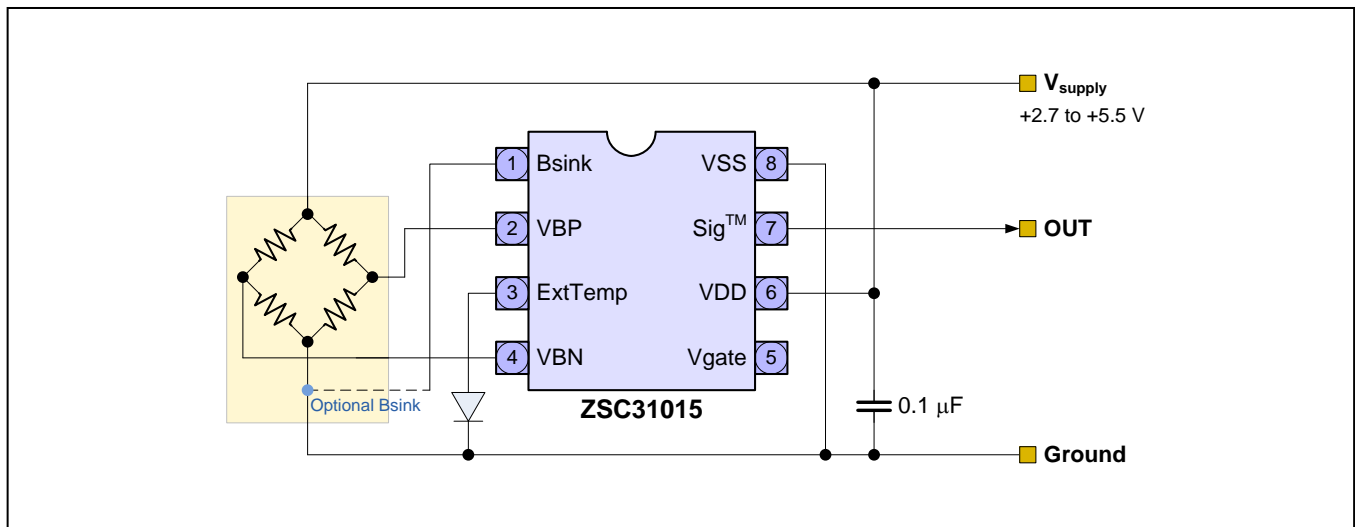 Vsupply
+2.7 to +5.5 V
1 Bsink VSS 8
2 VBP Sig™ 7
OUT
3 ExtTemp VDD 6
4 VBN Vgate 5
Optional Bsink
ZSC31015
0.1 μF
Ground